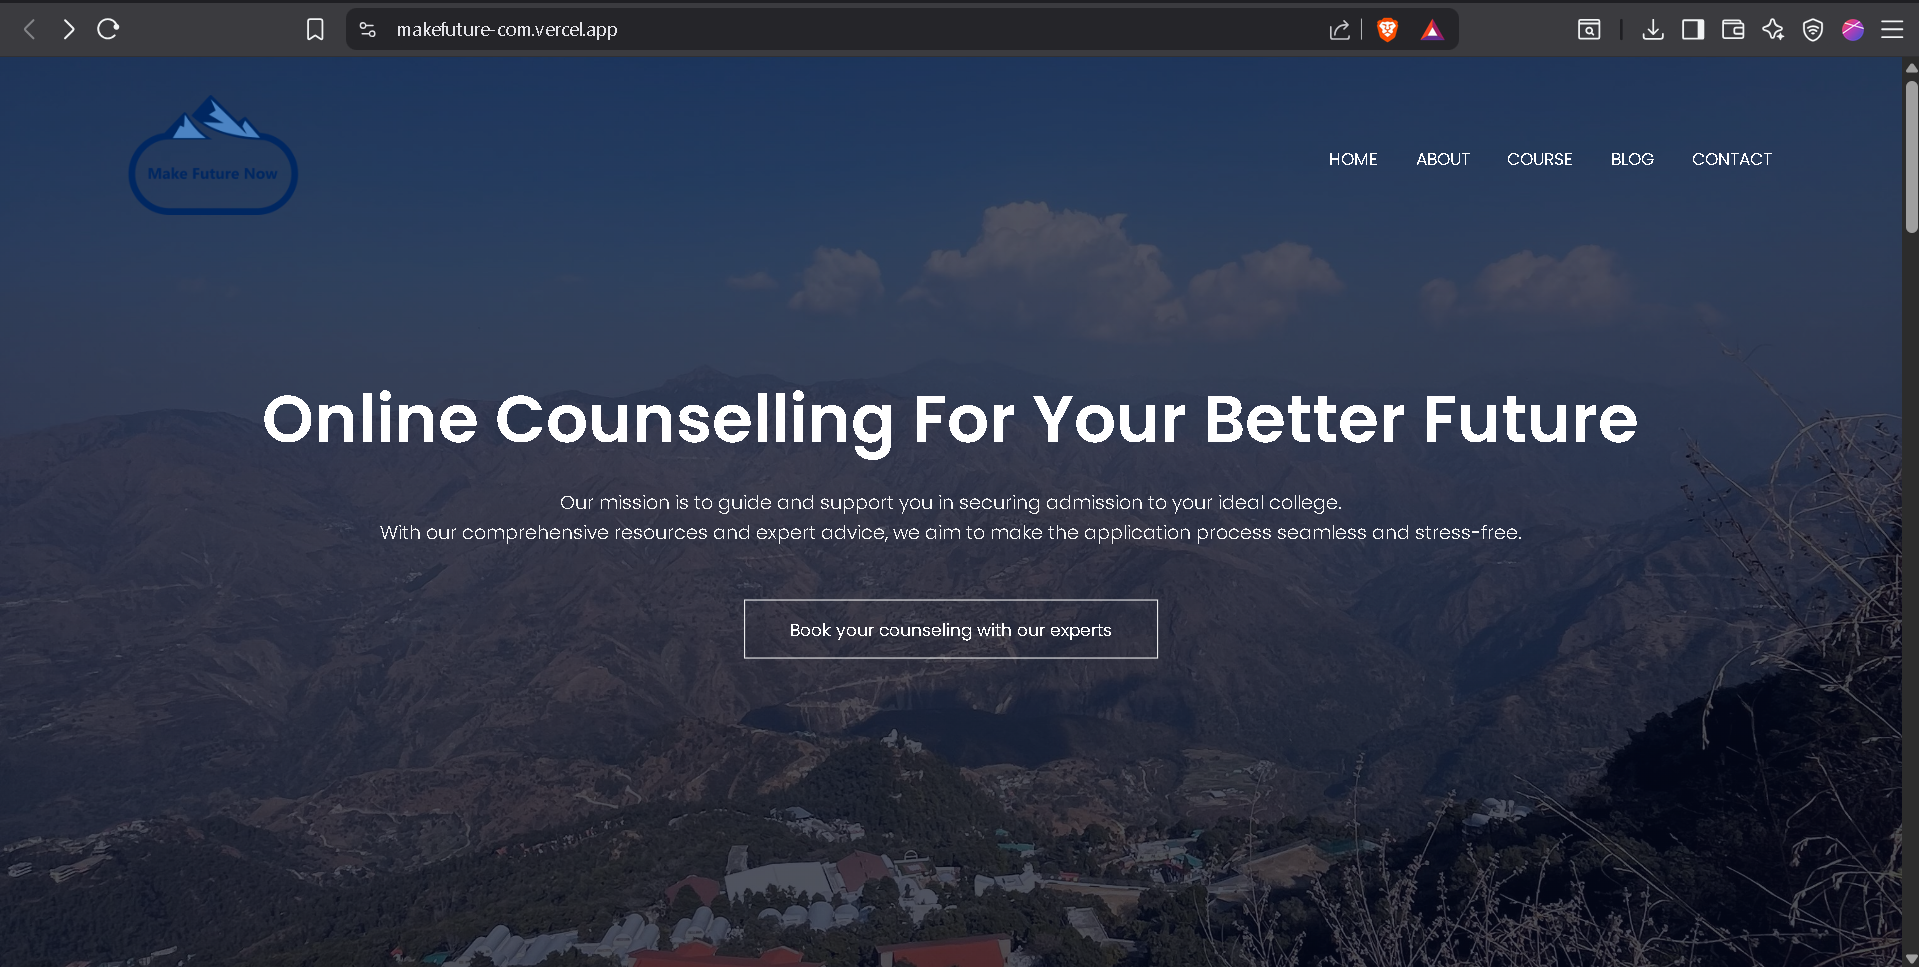 makefuture-com.vercel.app
Make Future Now
HOME ABOUT COURSE BLOG CONTACT
Online Counselling For Your Better Future
Our mission is to guide and support you in securing admission to your ideal college.
With our comprehensive resources and expert advice, we aim to make the application process seamless and stress-free.
Book your counseling with our experts